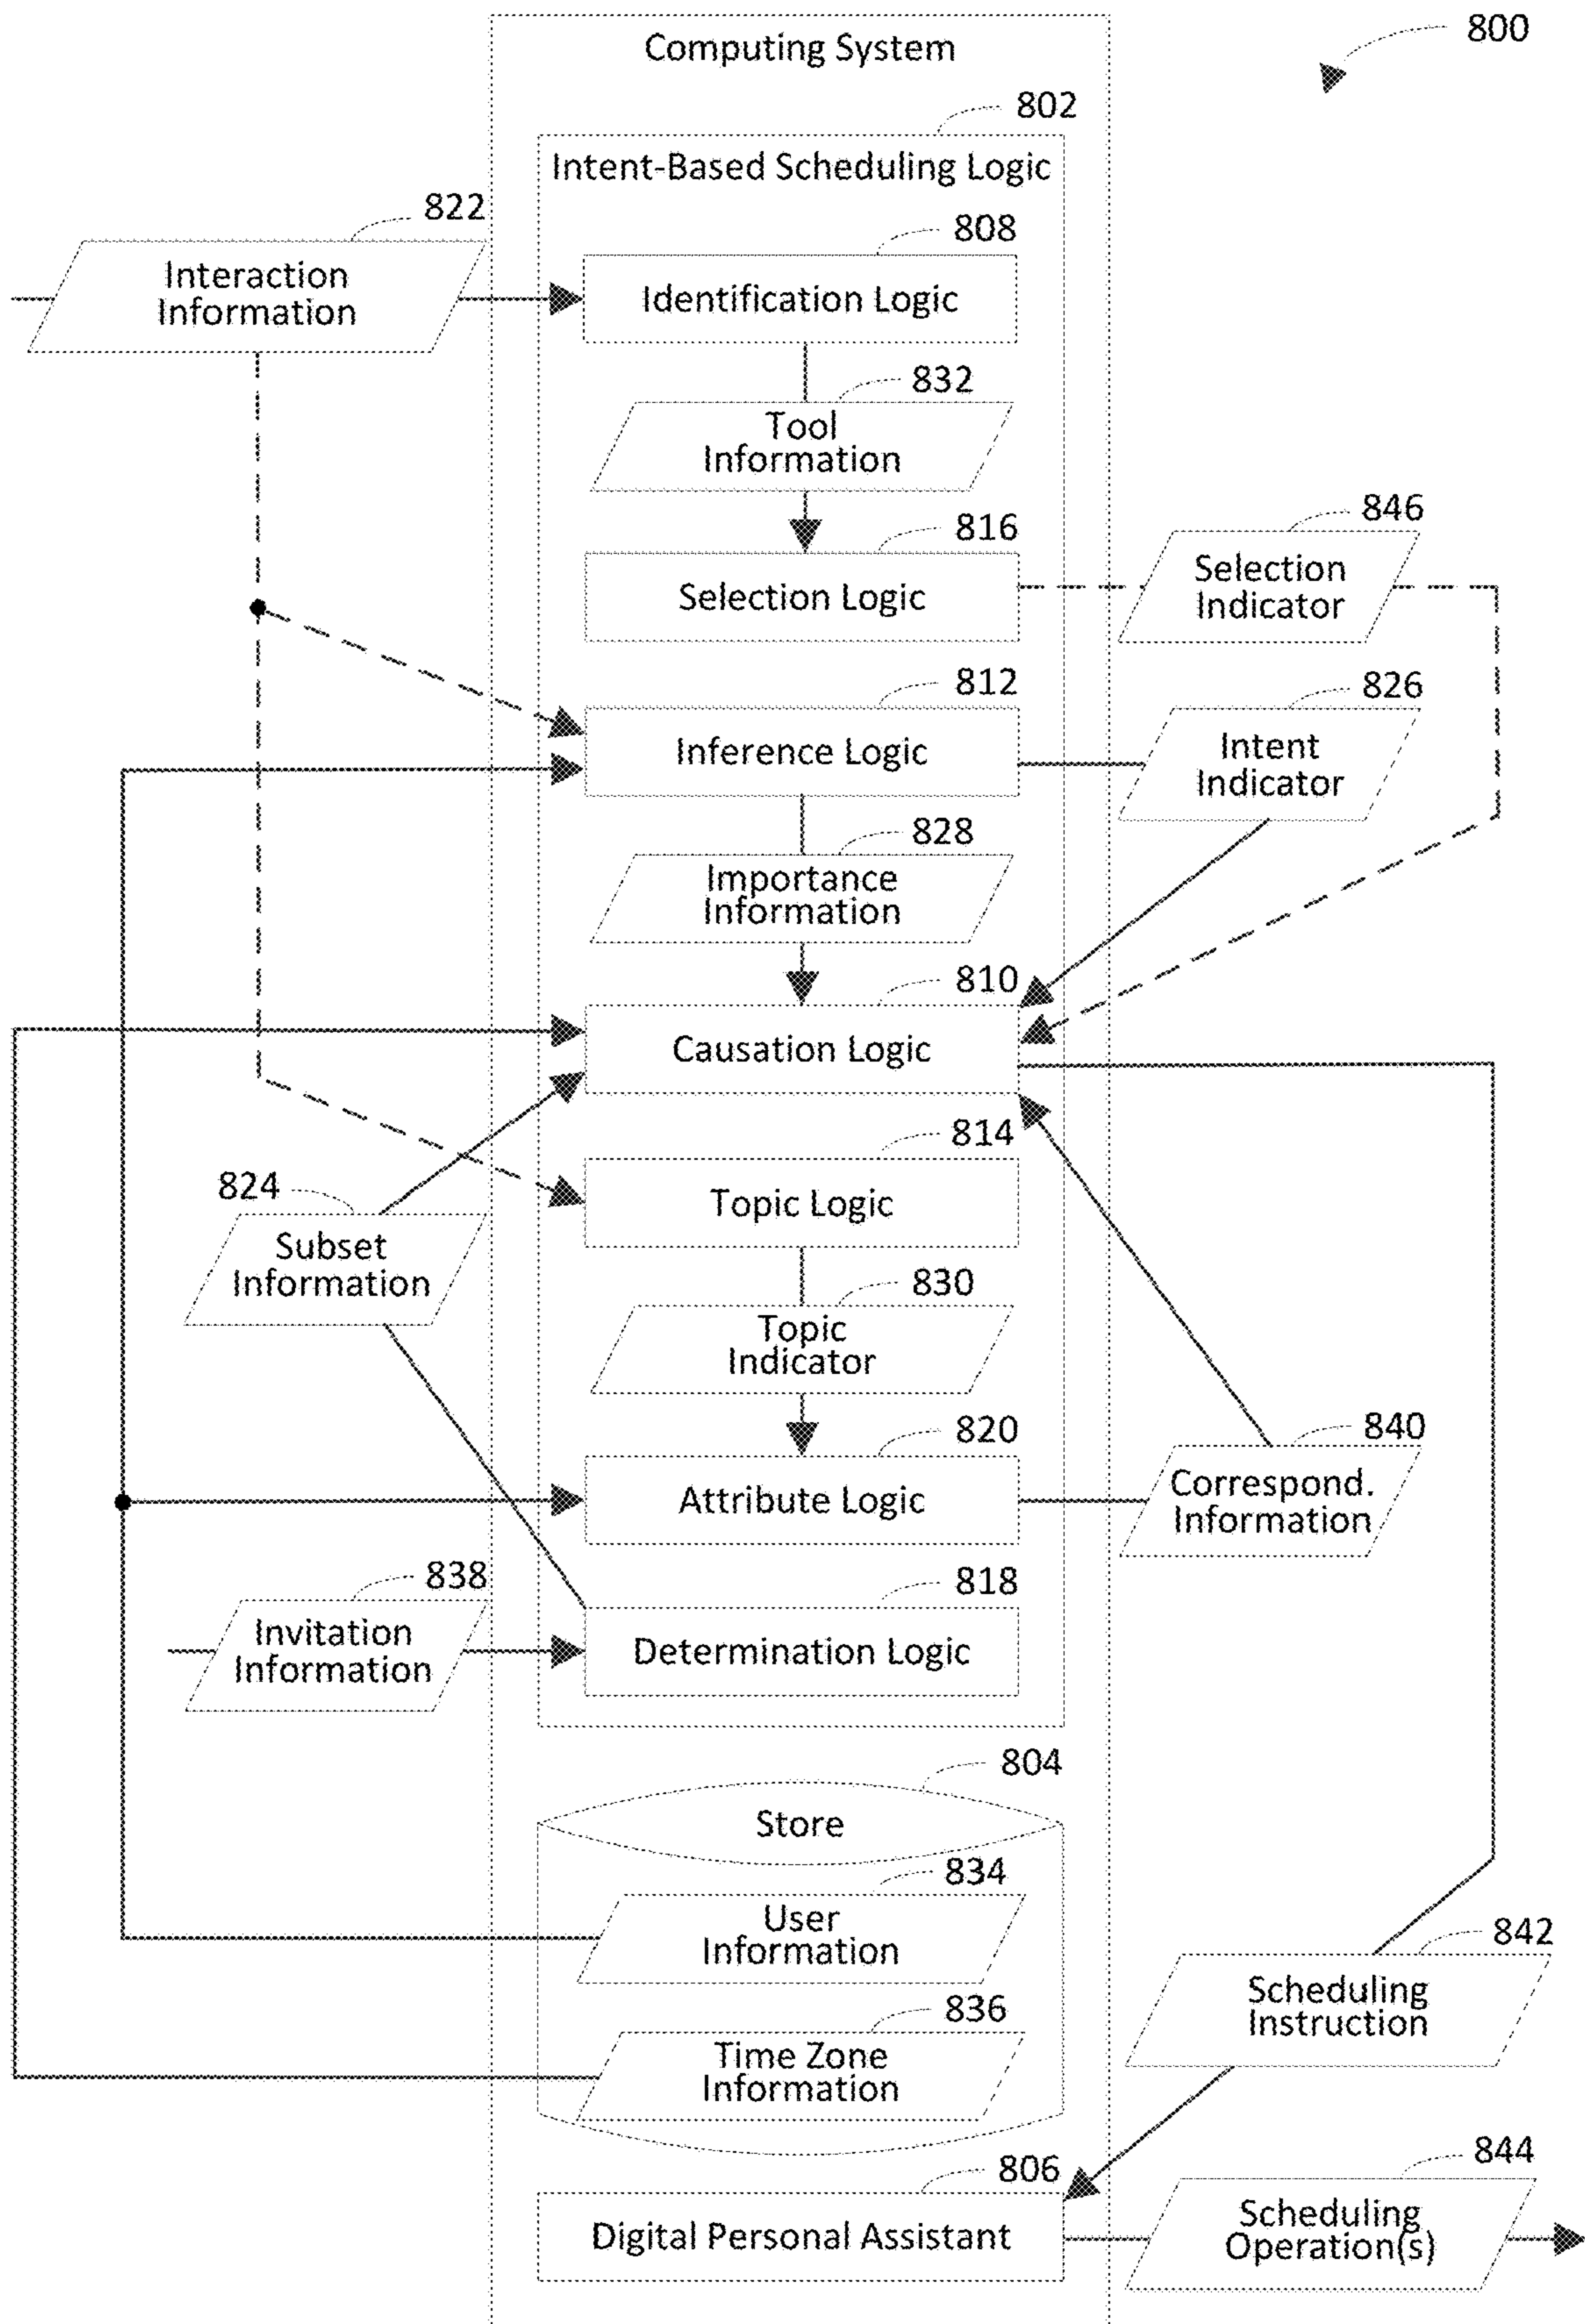 800
Computing System
802
Intent-Based Scheduling Logic
822
Interaction
Information
808
Identification Logic
832
Tool
Information
816
Selection Logic
846
Selection
Indicator
812
Inference Logic
826
Intent
Indicator
828
Importance
Information
810
Causation Logic
814
Topic Logic
824
Subset
Information
830
Topic
Indicator
820
Attribute Logic
840
Correspond.
Information
838
Invitation
Information
818
Determination Logic
804
Store
834
User
Information
842
Scheduling
Instruction
836
Time Zone
Information
806
Digital Personal Assistant
844
Scheduling
Operation(s)